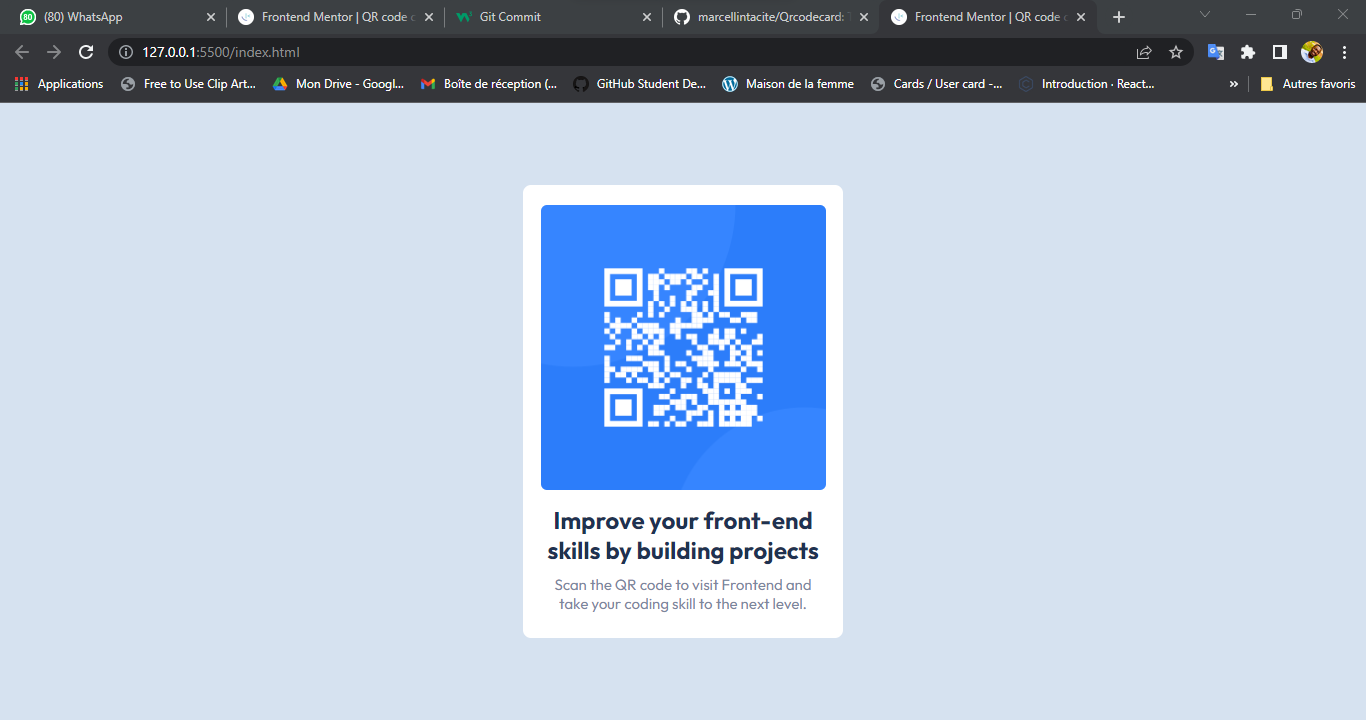 (80) WhatsApp
Frontend Mentor | QR code c
Git Commit
marcellintacite/Qrcodecard: T
Frontend Mentor | QR code c
127.0.0.1:5500/index.html
Applications
Free to Use Clip Art...
Mon Drive - Googl...
Boîte de réception (...
GitHub Student De...
Maison de la femme
Cards / User card -...
Introduction · React...
»
Autres favoris
Improve your front-end
skills by building projects
Scan the QR code to visit Frontend and
take your coding skill to the next level.